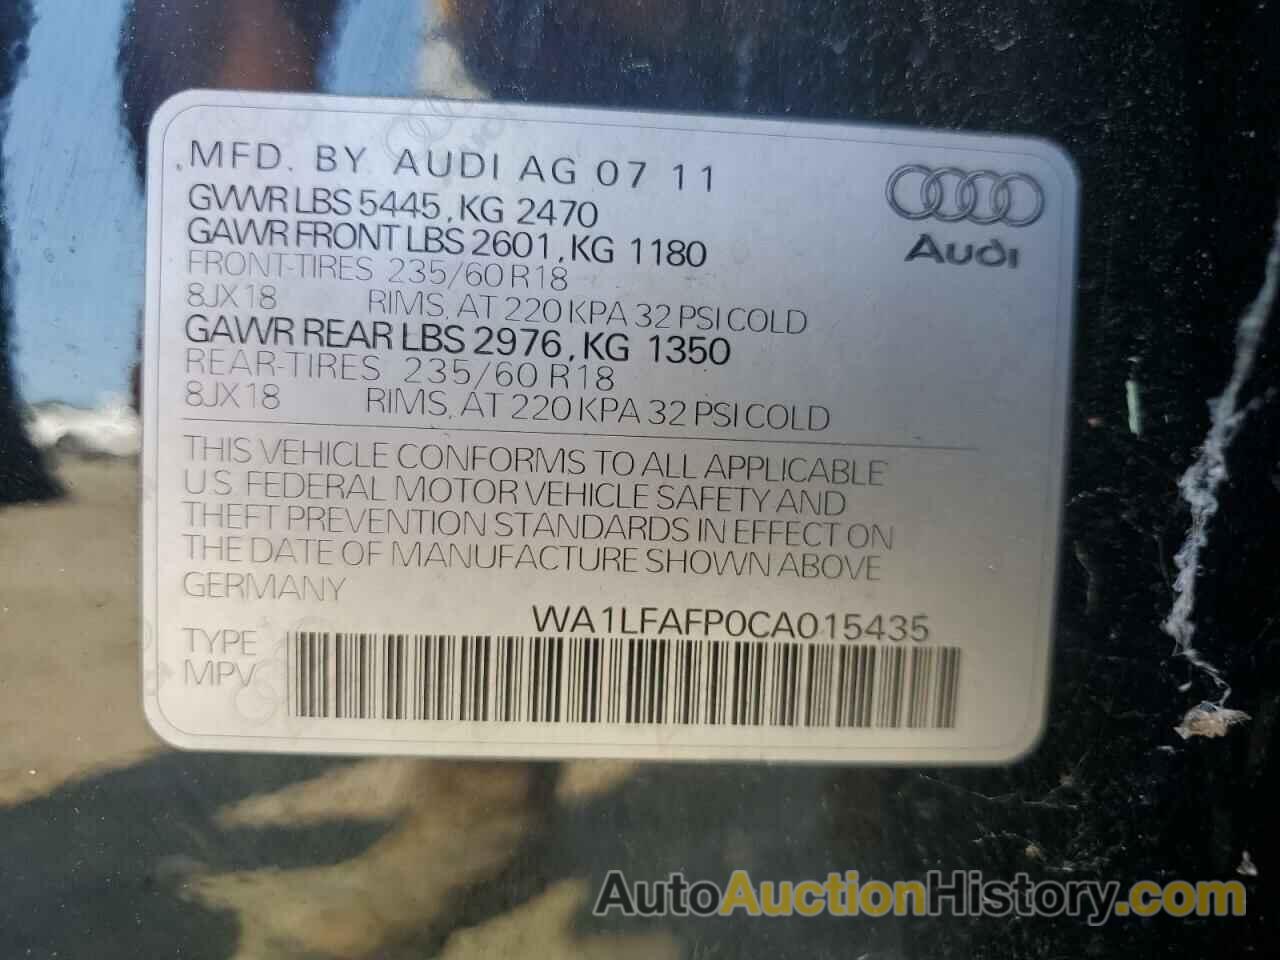 MFD. BY AUDI AG 07 11
GVWR LBS 5445, KG 2470
GAWR FRONT LBS 2601, KG 1180
FRONT-TIRES 235/60 R18
8JX18 RIMS, AT 220 KPA 32 PSI COLD
GAWR REAR LBS 2976, KG 1350
REAR-TIRES 235/60 R18
8JX18 RIMS, AT 220 KPA 32 PSI COLD
Audi
THIS VEHICLE CONFORMS TO ALL APPLICABLE
U.S. FEDERAL MOTOR VEHICLE SAFETY AND
THEFT PREVENTION STANDARDS IN EFFECT ON
THE DATE OF MANUFACTURE SHOWN ABOVE
GERMANY
WA1LFAFP0CA015435
TYPE
MPV
AutoAuctionHistory.com